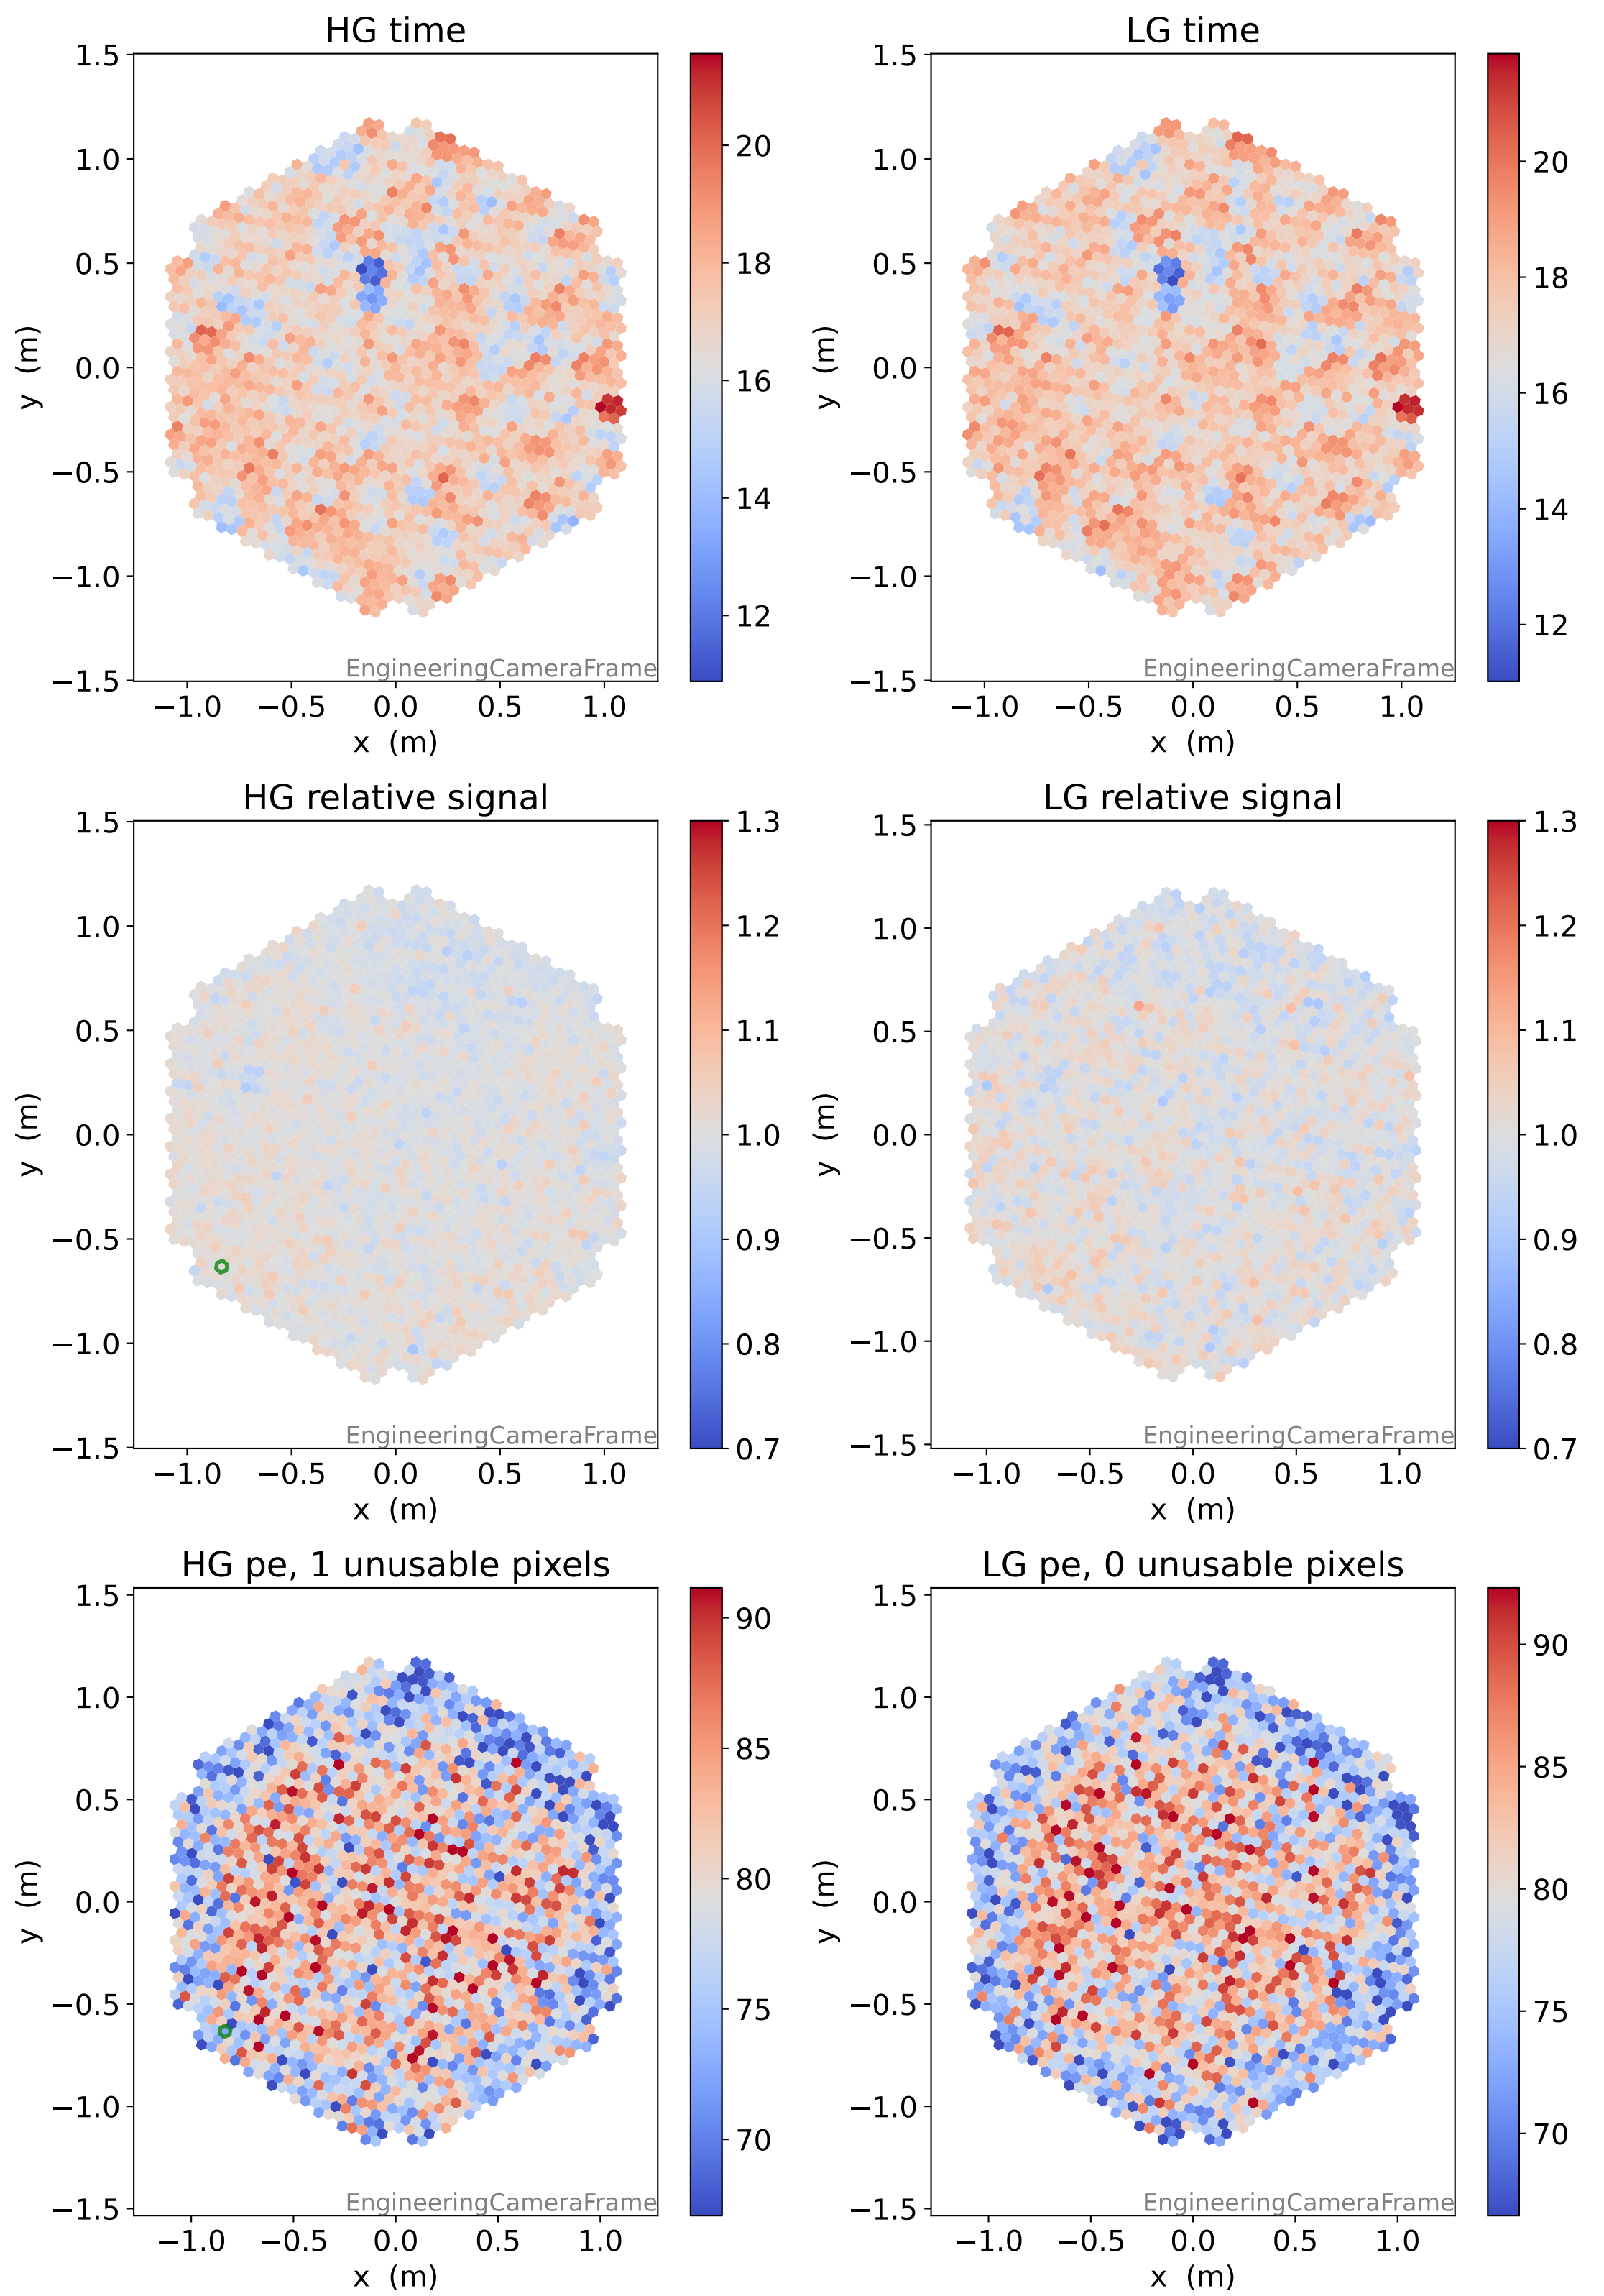 HG time
1.5
1.0
0.5
0.0
−0.5
−1.0
−1.5
y (m)
−1.0 −0.5 0.0 0.5 1.0
x (m)
EngineeringCameraFrame
20
18
16
14
12
LG time
1.5
1.0
0.5
0.0
−0.5
−1.0
−1.5
y (m)
−1.0 −0.5 0.0 0.5 1.0
x (m)
EngineeringCameraFrame
20
18
16
14
12
HG relative signal
1.5
1.0
0.5
0.0
−0.5
−1.0
−1.5
y (m)
−1.0 −0.5 0.0 0.5 1.0
x (m)
EngineeringCameraFrame
1.3
1.2
1.1
1.0
0.9
0.8
0.7
LG relative signal
1.5
1.0
0.5
0.0
−0.5
−1.0
−1.5
y (m)
−1.0 −0.5 0.0 0.5 1.0
x (m)
EngineeringCameraFrame
1.3
1.2
1.1
1.0
0.9
0.8
0.7
HG pe, 1 unusable pixels
1.5
1.0
0.5
0.0
−0.5
−1.0
−1.5
y (m)
−1.0 −0.5 0.0 0.5 1.0
x (m)
EngineeringCameraFrame
90
85
80
75
70
LG pe, 0 unusable pixels
1.5
1.0
0.5
0.0
−0.5
−1.0
−1.5
y (m)
−1.0 −0.5 0.0 0.5 1.0
x (m)
EngineeringCameraFrame
90
85
80
75
70